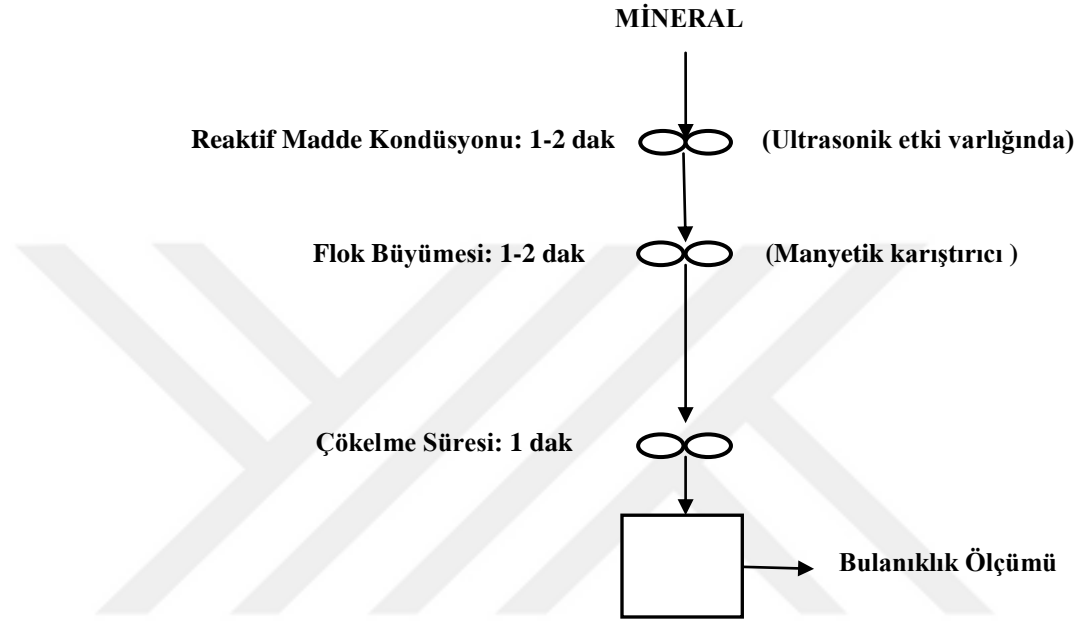 MİNERAL
Reaktif Madde Kondüsyonu: 1-2 dak (Ultrasonik etki varlığında)
Flok Büyümesi: 1-2 dak (Manyetik karıştırıcı )
Çökelme Süresi: 1 dak
Bulanıklık Ölçümü